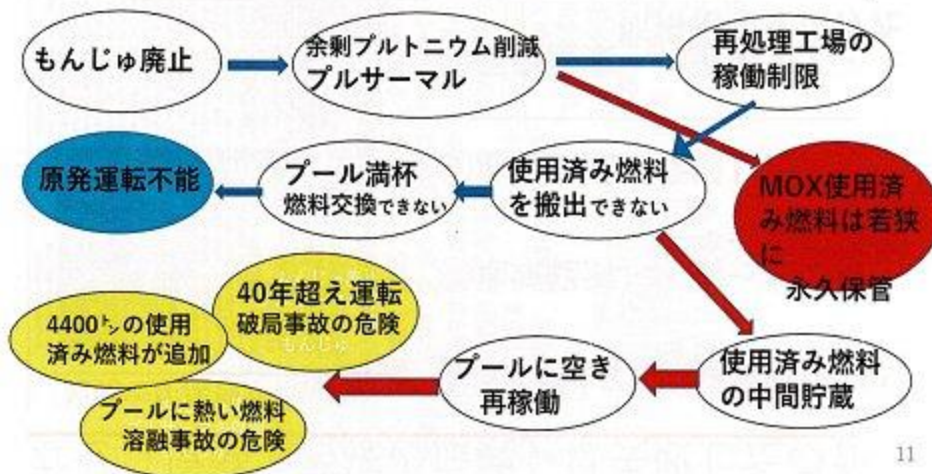 もんじゅ廃止
余剰プルトニウム削減
プルサーマル
再処理工場の
稼働制限
原発運転不能
プール満杯
燃料交換できない
使用済み燃料
を搬出できない
MOX使用済
み燃料は若狭
に
永久保管
40年超え運転
破局事故の危険
もんじゅ
4400㌧の使用
済み燃料が追加
プールに熱い燃料
溶融事故の危険
プールに空き
再稼働
使用済み燃料
の中間貯蔵
11